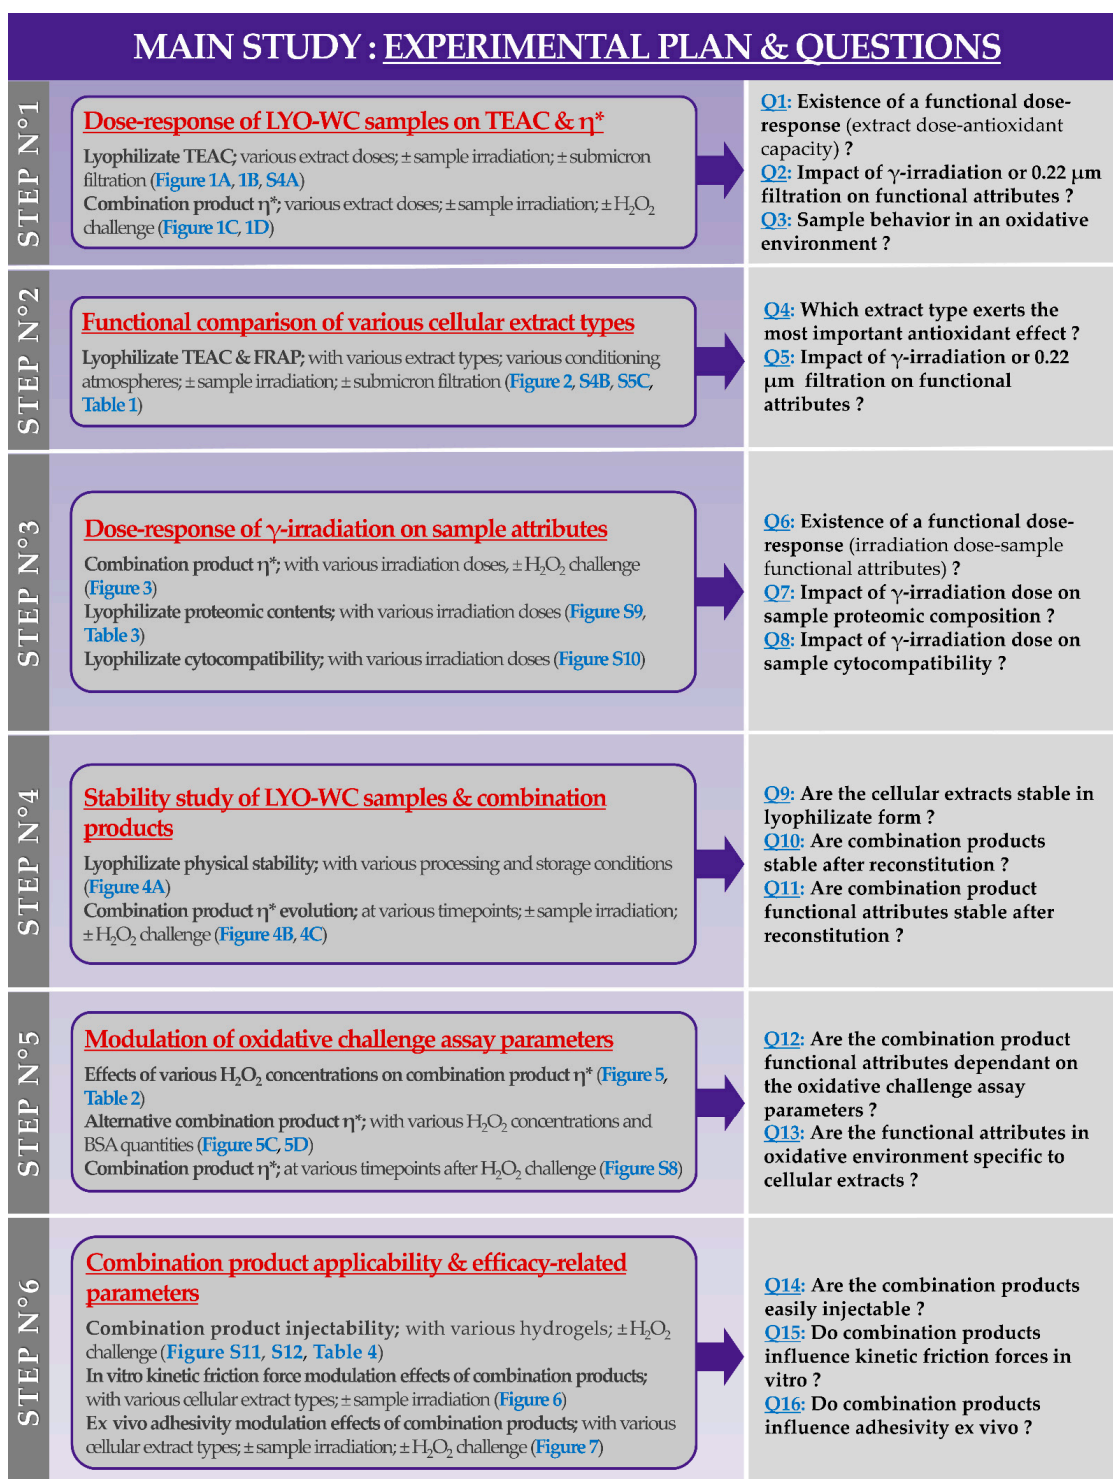 MAIN STUDY : EXPERIMENTAL PLAN & QUESTIONS
STEP N°1
Dose-response of LYO-WC samples on TEAC & η*
Lyophilizate TEAC; various extract doses; ± sample irradiation; ± submicron
filtration (Figure 1A, 1B, S4A)
Combination product η*; various extract doses; ± sample irradiation; ± H₂O₂
challenge (Figure 1C, 1D)
Q1: Existence of a functional dose-
response (extract dose-antioxidant
capacity) ?
Q2: Impact of γ-irradiation or 0.22 µm
filtration on functional attributes ?
Q3: Sample behavior in an oxidative
environment ?
STEP N°2
Functional comparison of various cellular extract types
Lyophilizate TEAC & FRAP; with various extract types; various conditioning
atmospheres; ± sample irradiation; ± submicron filtration (Figure 2, S4B, S5C,
Table 1)
Q4: Which extract type exerts the
most important antioxidant effect ?
Q5: Impact of γ-irradiation or 0.22
µm filtration on functional
attributes ?
STEP N°3
Dose-response of γ-irradiation on sample attributes
Combination product η*; with various irradiation doses, ± H₂O₂ challenge
(Figure 3)
Lyophilizate proteomic contents; with various irradiation doses (Figure S9,
Table 3)
Lyophilizate cytocompatibility; with various irradiation doses (Figure S10)
Q6: Existence of a functional dose-
response (irradiation dose-sample
functional attributes) ?
Q7: Impact of γ-irradiation dose on
sample proteomic composition ?
Q8: Impact of γ-irradiation dose on
sample cytocompatibility ?
STEP N°4
Stability study of LYO-WC samples & combination
products
Lyophilizate physical stability; with various processing and storage conditions
(Figure 4A)
Combination product η* evolution; at various timepoints; ± sample irradiation;
± H₂O₂ challenge (Figure 4B, 4C)
Q9: Are the cellular extracts stable in
lyophilizate form ?
Q10: Are combination products
stable after reconstitution ?
Q11: Are combination product
functional attributes stable after
reconstitution ?
STEP N°5
Modulation of oxidative challenge assay parameters
Effects of various H₂O₂ concentrations on combination product η* (Figure 5,
Table 2)
Alternative combination product η*; with various H₂O₂ concentrations and
BSA quantities (Figure 5C, 5D)
Combination product η*; at various timepoints after H₂O₂ challenge (Figure S8)
Q12: Are the combination product
functional attributes dependant on
the oxidative challenge assay
parameters ?
Q13: Are the functional attributes in
oxidative environment specific to
cellular extracts ?
STEP N°6
Combination product applicability & efficacy-related
parameters
Combination product injectability; with various hydrogels; ± H₂O₂
challenge (Figure S11, S12, Table 4)
In vitro kinetic friction force modulation effects of combination products;
with various cellular extract types; ± sample irradiation (Figure 6)
Ex vivo adhesivity modulation effects of combination products; with various
cellular extract types; ± sample irradiation; ± H₂O₂ challenge (Figure 7)
Q14: Are the combination products
easily injectable ?
Q15: Do combination products
influence kinetic friction forces in
vitro ?
Q16: Do combination products
influence adhesivity ex vivo ?